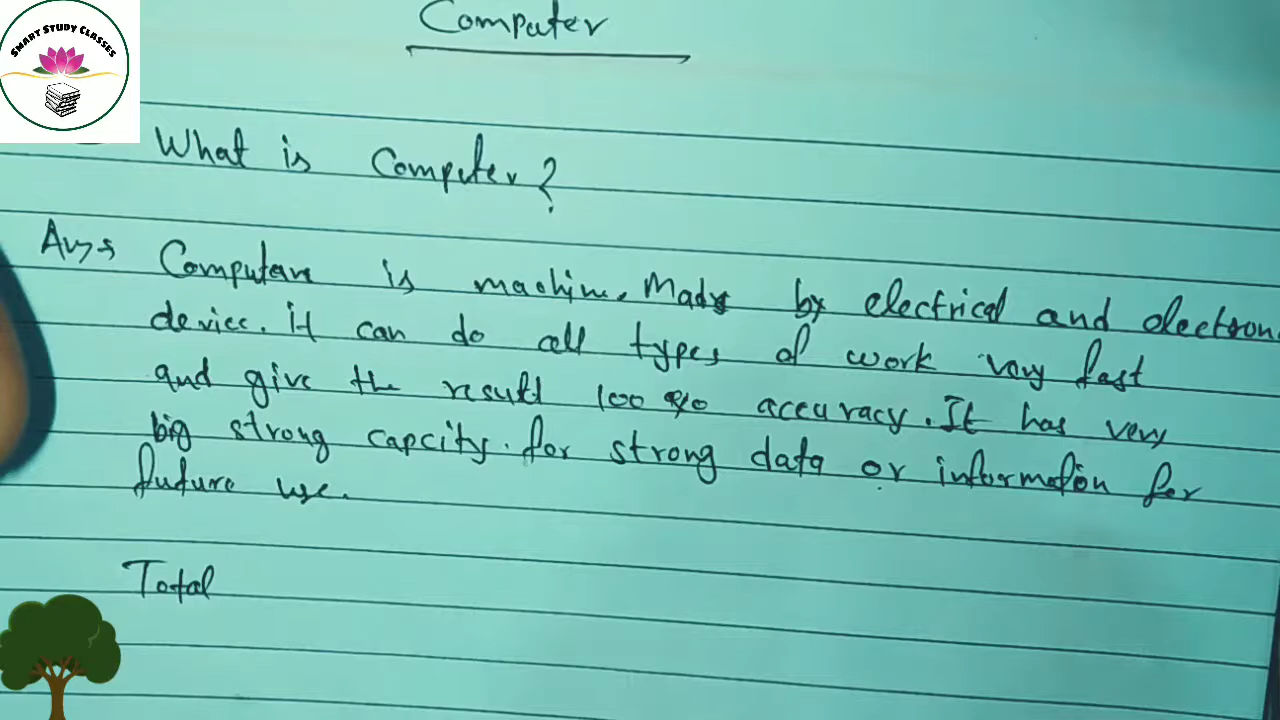 SMART STUDY CLASSES
Computer
What is Computer?
Ans Computer is machine. Made by electrical and electron
device. it can do all types of work very fast
and give the result 100 % accuracy. It has very
big strong capcity. for strong data or information for
future use.
Total